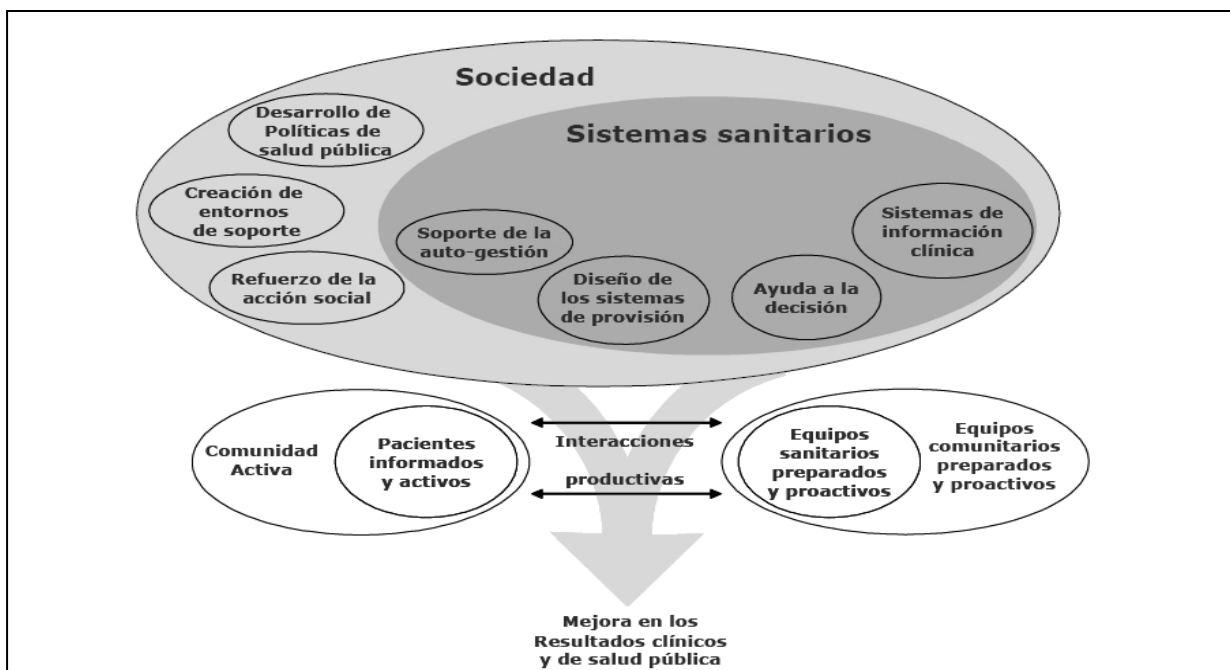 Sociedad
Desarrollo de
Políticas de
salud pública
Sistemas sanitarios
Creación de
entornos
de soporte
Soporte de la
auto-gestión
Sistemas de
información
clínica
Refuerzo de la
acción social
Diseño de
los sistemas
de provisión
Ayuda a la
decisión
Comunidad
Activa
Pacientes
informados
y activos
Interacciones
productivas
Equipos
sanitarios
preparados
y proactivos
Equipos
comunitarios
preparados
y proactivos
Mejora en los
Resultados clínicos
y de salud pública